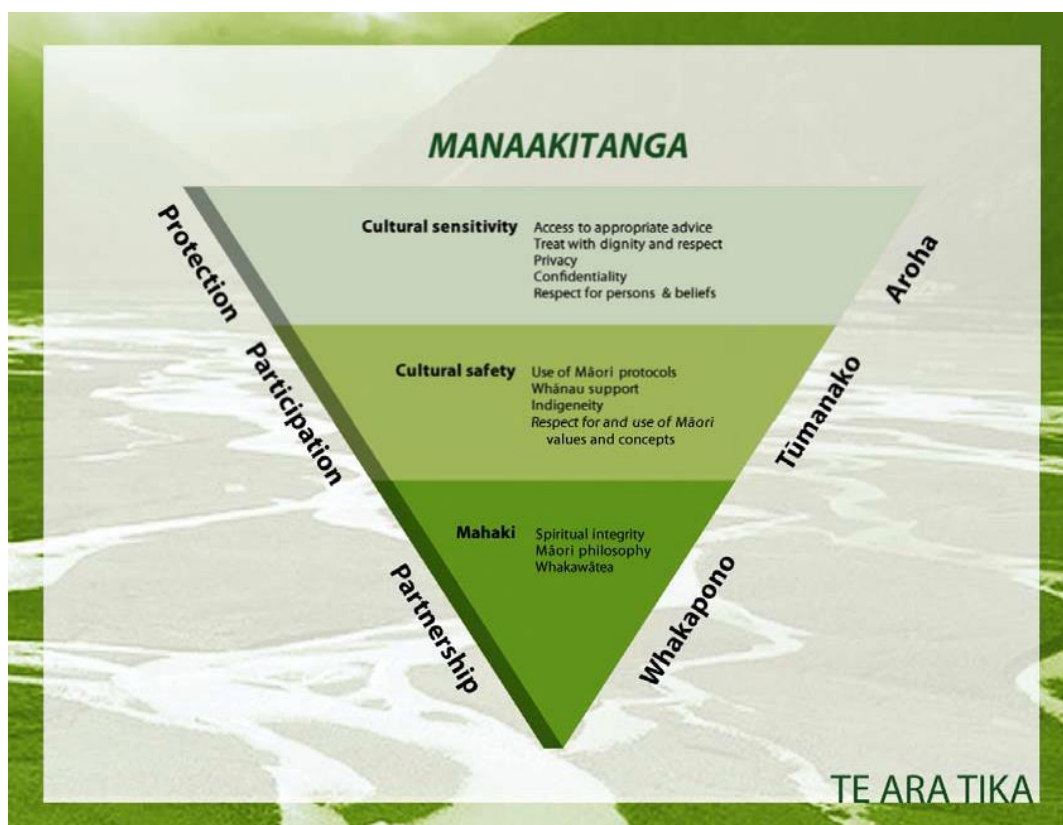 MANAAKITANGA
Protection
Cultural sensitivity
Access to appropriate advice
Treat with dignity and respect
Privacy
Confidentiality
Respect for persons & beliefs
Aroha
Participation
Cultural safety
Use of Māori protocols
Whānau support
Indigeneity
Respect for and use of Māori
values and concepts
Tūmanako
Partnership
Mahaki
Spiritual integrity
Māori philosophy
Whakawātea
Whakapono
TE ARA TIKA